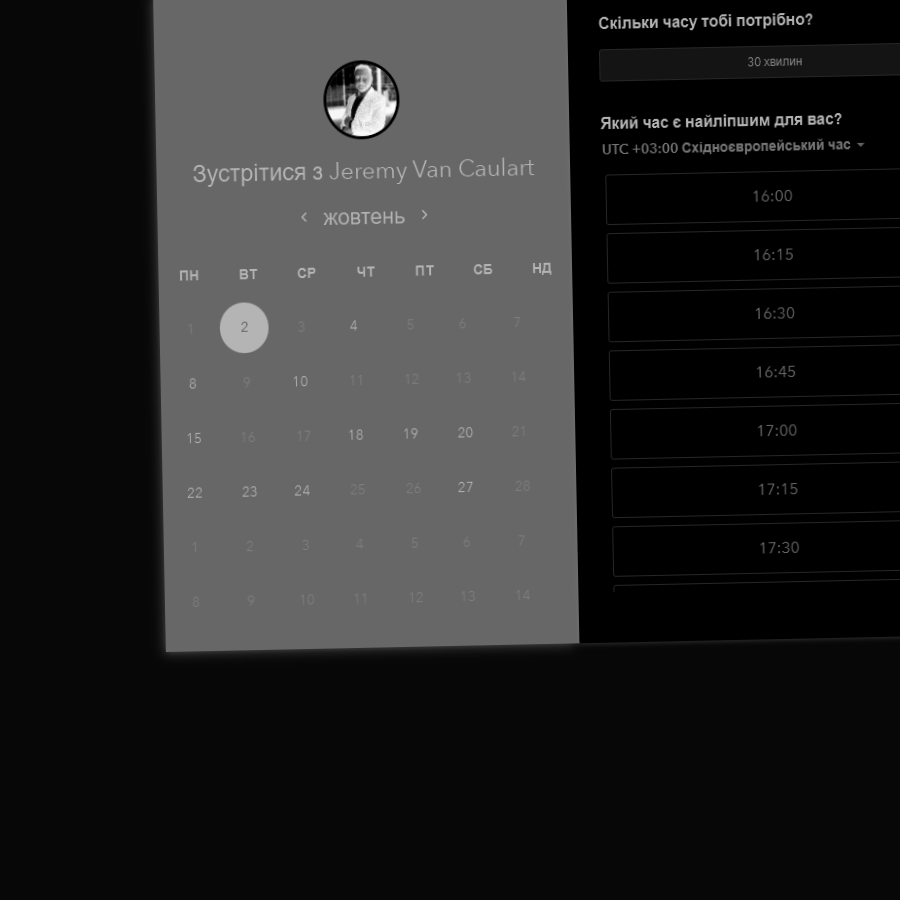 Зустрітися з Jeremy Van Caulart
жовтень
ПН ВТ СР ЧТ ПТ СБ НД
1 2 3 4 5 6 7
8 9 10 11 12 13 14
15 16 17 18 19 20 21
22 23 24 25 26 27 28
1 2 3 4 5 6 7
8 9 10 11 12 13 14
Скільки часу тобі потрібно?
30 хвилин
Який час є найліпшим для вас?
UTC +03:00 Східноєвропейський час
16:00
16:15
16:30
16:45
17:00
17:15
17:30